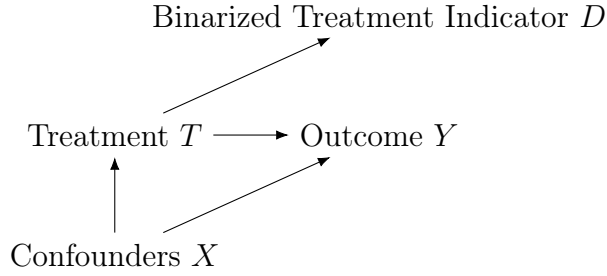 Binarized Treatment Indicator D
Treatment T
Outcome Y
Confounders X